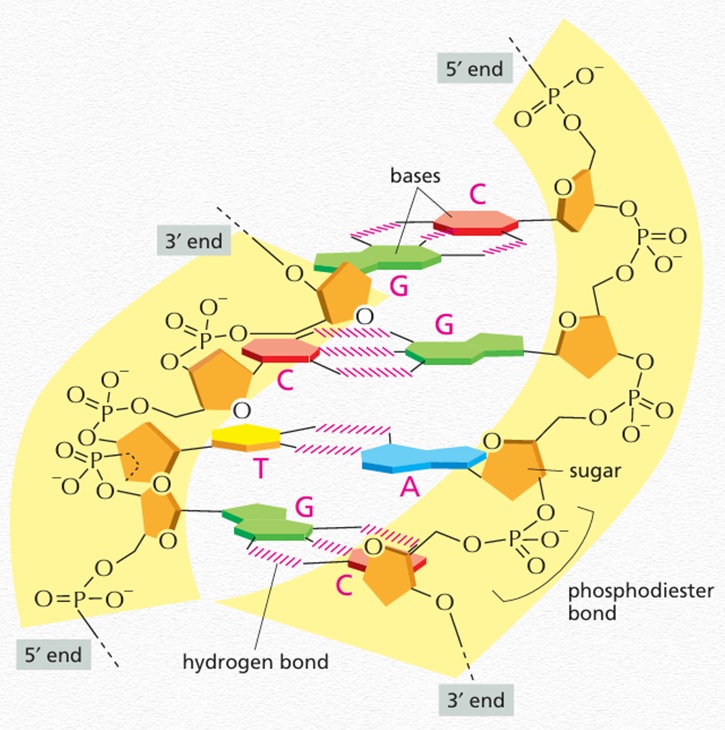 5′ end
O⁻
P
O
O
bases
C
O
O
3′ end
P=O
O⁻
O
O
G
O
O⁻
O
P
O
O
C
G
O
O
O⁻
O
P
O
O
O
P=O
O⁻
O
T
A
O
sugar
O
P
⁻O
O
O
G
O
O
O
P
O⁻
O
C
O
O
O=P—O⁻
O
phosphodiester
bond
5′ end
hydrogen bond
3′ end